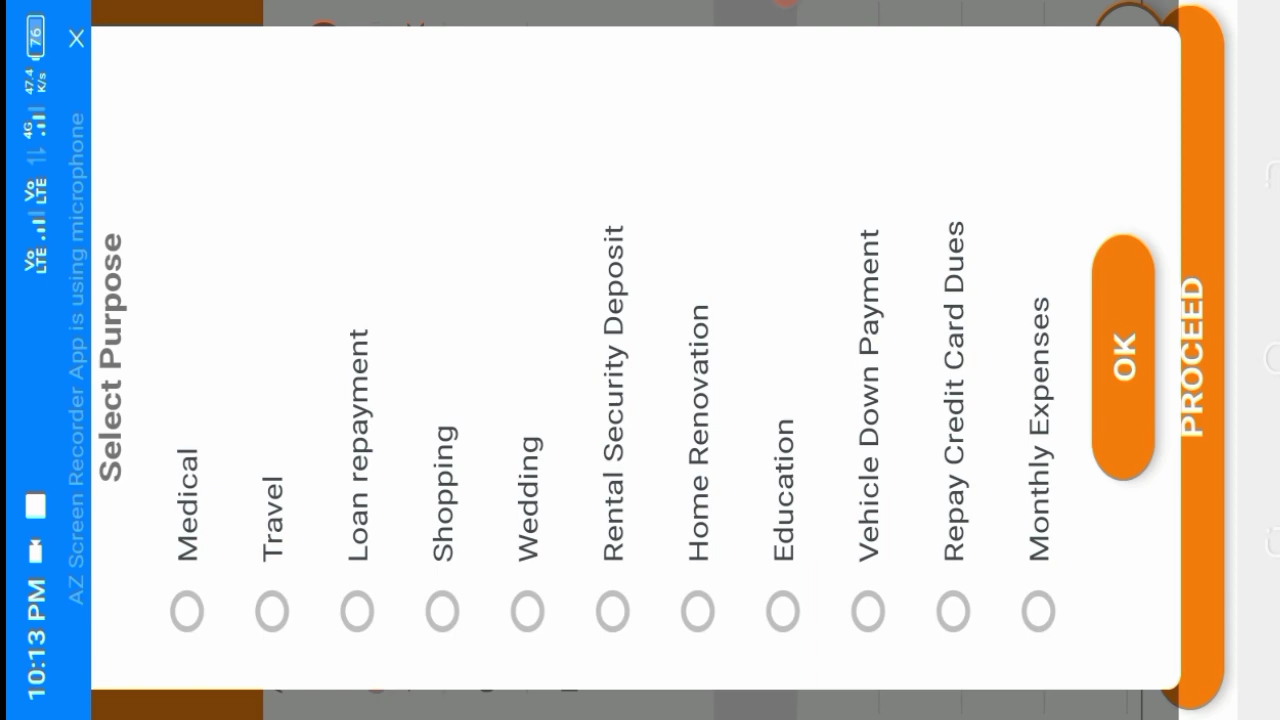 10:13 PM
Vo LTE
Vo LTE
4G
47.4 K/s
76
AZ Screen Recorder App is using microphone
Select Purpose
Medical
Travel
Loan repayment
Shopping
Wedding
Rental Security Deposit
Home Renovation
Education
Vehicle Down Payment
Repay Credit Card Dues
Monthly Expenses
OK
PROCEED